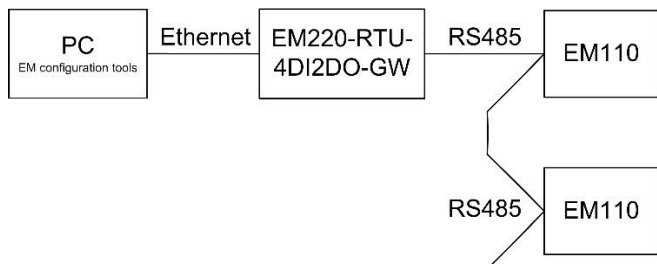 PC
EM configuration tools
Ethernet
EM220-RTU-
4DI2DO-GW
RS485
EM110
RS485
EM110